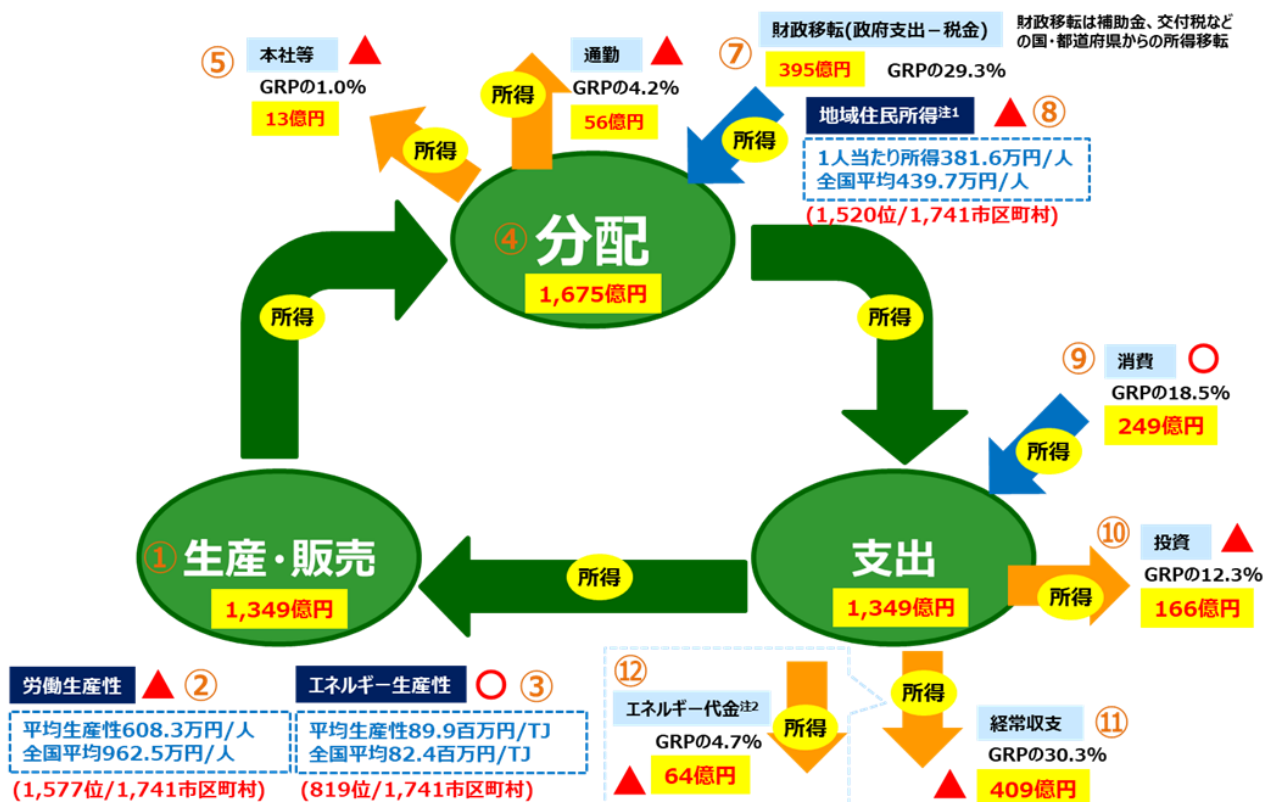 ⑤
本社等
▲
GRPの1.0%
13億円
所得
通勤
▲
GRPの4.2%
56億円
所得
⑦
財政移転(政府支出－税金)
395億円 GRPの29.3%
財政移転は補助金、交付税など
の国・都道府県からの所得移転
所得
地域住民所得注1 ▲ ⑧
1人当たり所得381.6万円/人
全国平均439.7万円/人
(1,520位/1,741市区町村)
④ 分配
1,675億円
所得
所得
⑨ 消費 ○
GRPの18.5%
249億円
所得
① 生産・販売
1,349億円
所得
支出
1,349億円
⑩ 投資 ▲
GRPの12.3%
166億円
所得
労働生産性 ▲ ②
平均生産性608.3万円/人
全国平均962.5万円/人
(1,577位/1,741市区町村)
エネルギー生産性 ○ ③
平均生産性89.9百万円/TJ
全国平均82.4百万円/TJ
(819位/1,741市区町村)
⑫
エネルギー代金注2
GRPの4.7%
▲ 64億円
所得
所得
経常収支 ⑪
GRPの30.3%
▲ 409億円